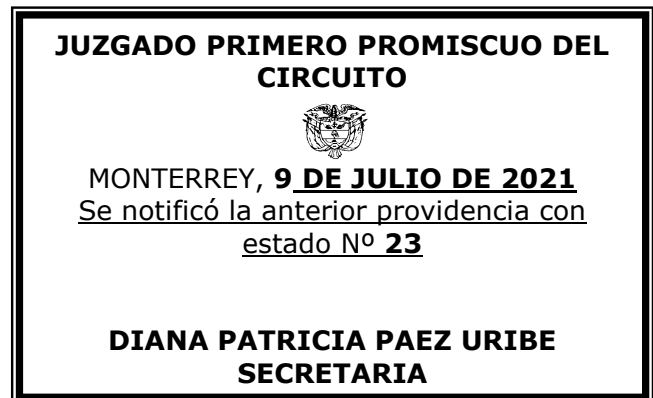 JUZGADO PRIMERO PROMISCUO DEL
CIRCUITO
MONTERREY, 9 DE JULIO DE 2021
Se notificó la anterior providencia con
estado Nº 23
DIANA PATRICIA PAEZ URIBE
SECRETARIA